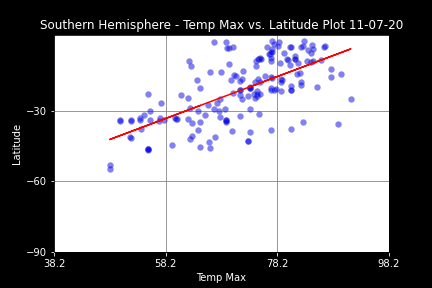 Southern Hemisphere - Temp Max vs. Latitude Plot 11-07-20
Latitude
−30
−60
−90
38.2 58.2 78.2 98.2
Temp Max